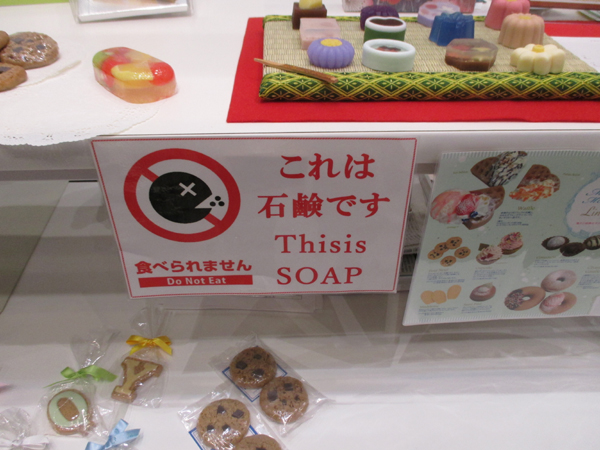 これは
石鹸です
Thisis
SOAP
食べられません
Do Not Eat